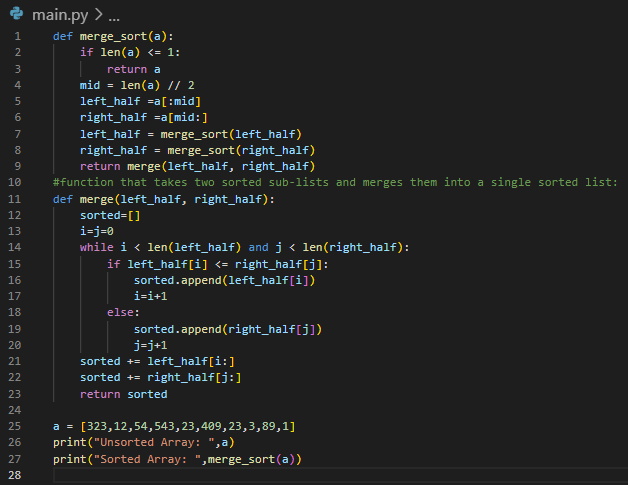 main.py > ...
1 def merge_sort(a):
2     if len(a) <= 1:
3         return a
4     mid = len(a) // 2
5     left_half =a[:mid]
6     right_half =a[mid:]
7     left_half = merge_sort(left_half)
8     right_half = merge_sort(right_half)
9     return merge(left_half, right_half)
10 #function that takes two sorted sub-lists and merges them into a single sorted list:
11 def merge(left_half, right_half):
12     sorted=[]
13     i=j=0
14     while i < len(left_half) and j < len(right_half):
15         if left_half[i] <= right_half[j]:
16             sorted.append(left_half[i])
17             i=i+1
18         else:
19             sorted.append(right_half[j])
20             j=j+1
21     sorted += left_half[i:]
22     sorted += right_half[j:]
23     return sorted
24
25 a = [323,12,54,543,23,409,23,3,89,1]
26 print("Unsorted Array: ",a)
27 print("Sorted Array: ",merge_sort(a))
28